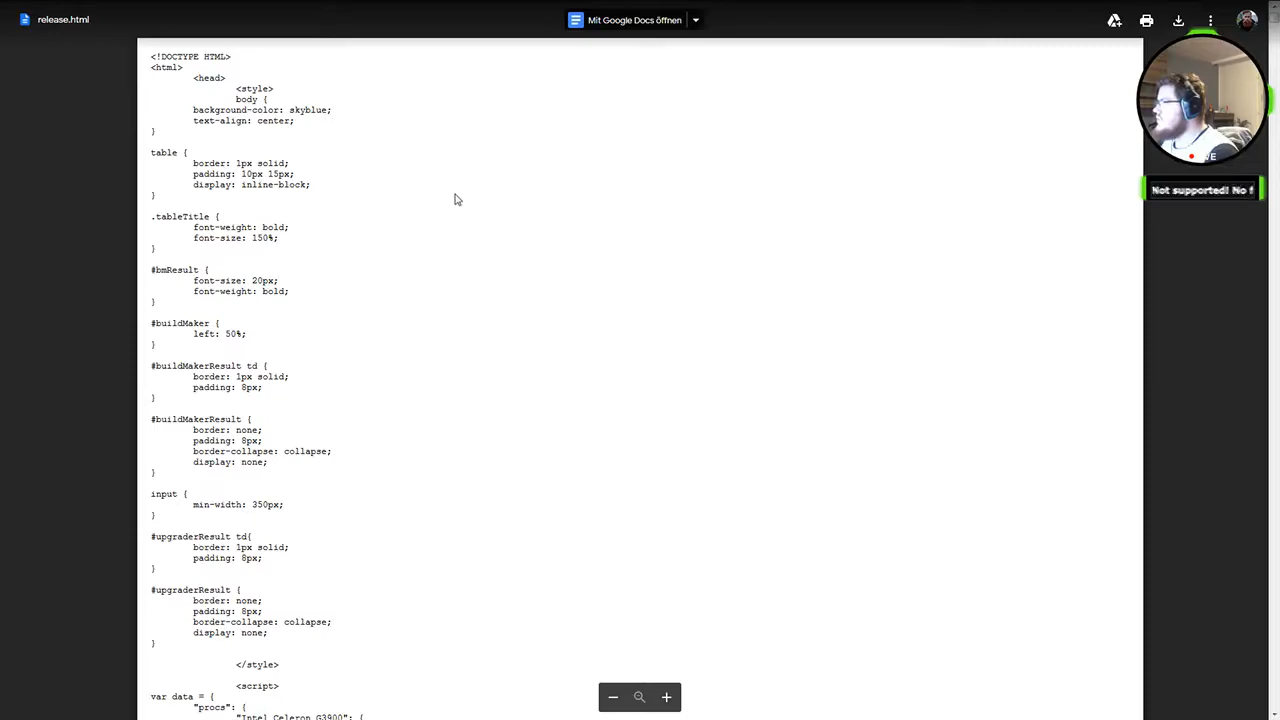 release.html
Mit Google Docs öffnen
<!DOCTYPE HTML>
<html>
<head>
<style>
body {
background-color: skyblue;
text-align: center;
}
table {
border: 1px solid;
padding: 10px 15px;
display: inline-block;
}
.tableTitle {
font-weight: bold;
font-size: 150%;
}
#bmResult {
font-size: 20px;
font-weight: bold;
}
#buildMaker {
left: 50%;
}
#buildMakerResult td {
border: 1px solid;
padding: 8px;
}
#buildMakerResult {
border: none;
padding: 8px;
border-collapse: collapse;
display: none;
}
input {
min-width: 350px;
}
#upgraderResult td{
border: 1px solid;
padding: 8px;
}
#upgraderResult {
border: none;
padding: 8px;
border-collapse: collapse;
display: none;
}
</style>
<script>
var data = {
"procs": {
"Intel Celeron G3900": {
Not supported! No f